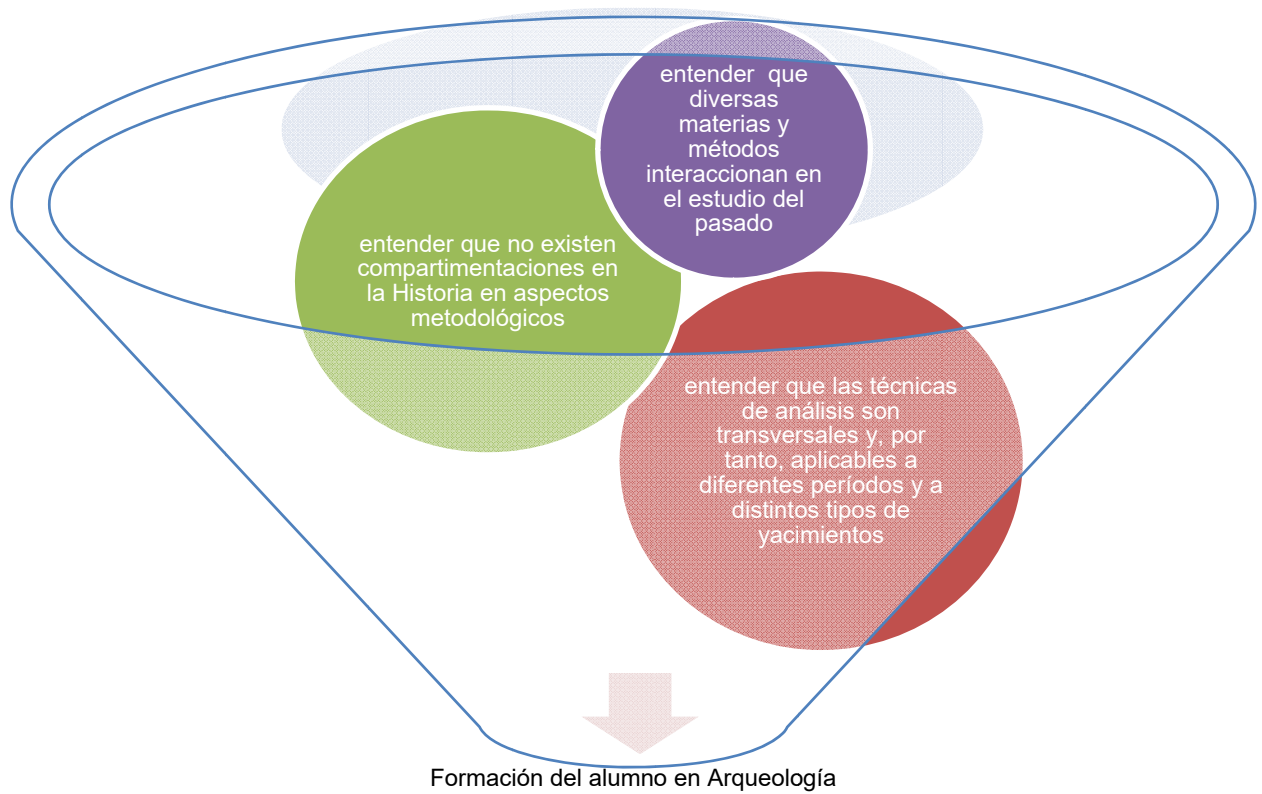 entender que
diversas
materias y
métodos
interaccionan en
el estudio del
pasado
entender que no existen
compartimentaciones en
la Historia en aspectos
metodológicos
entender que las técnicas
de análisis son
transversales y, por
tanto, aplicables a
diferentes períodos y a
distintos tipos de
yacimientos
Formación del alumno en Arqueología